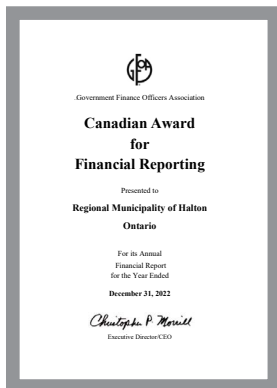 GFOA
Government Finance Officers Association
Canadian Award
for
Financial Reporting
Presented to
Regional Municipality of Halton
Ontario
For its Annual
Financial Report
for the Year Ended
December 31, 2022
Christopher P. Morrill
Executive Director/CEO